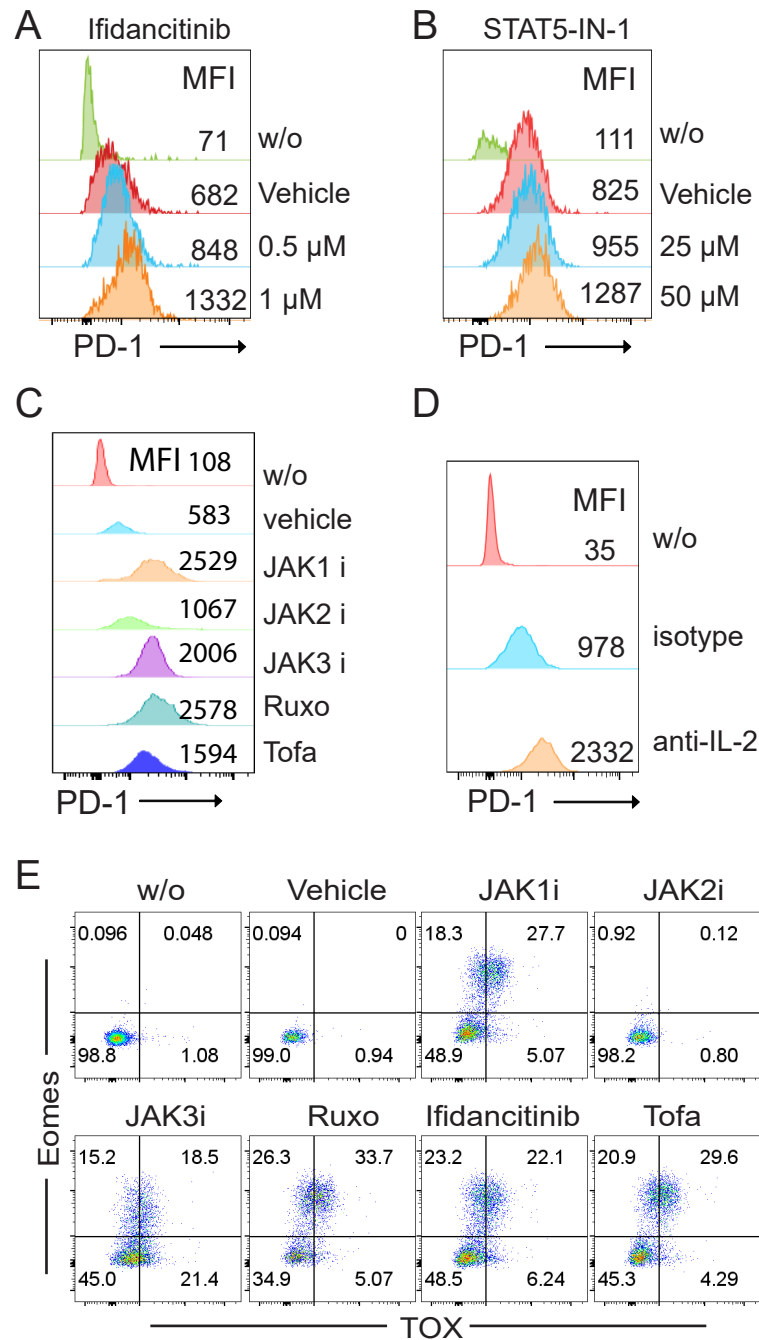 A
Ifidancitinib
MFI
71 w/o
682 Vehicle
848 0.5 µM
1332 1 µM
PD-1
B
STAT5-IN-1
MFI
111 w/o
825 Vehicle
955 25 µM
1287 50 µM
PD-1
C
MFI 108 w/o
583 vehicle
2529 JAK1 i
1067 JAK2 i
2006 JAK3 i
2578 Ruxo
1594 Tofa
PD-1
D
MFI
35 w/o
978 isotype
2332 anti-IL-2
PD-1
E
w/o Vehicle JAK1i JAK2i
0.096 0.048 0.094 0 18.3 27.7 0.92 0.12
98.8 1.08 99.0 0.94 48.9 5.07 98.2 0.80
JAK3i Ruxo Ifidancitinib Tofa
15.2 18.5 26.3 33.7 23.2 22.1 20.9 29.6
45.0 21.4 34.9 5.07 48.5 6.24 45.3 4.29
Eomes
TOX